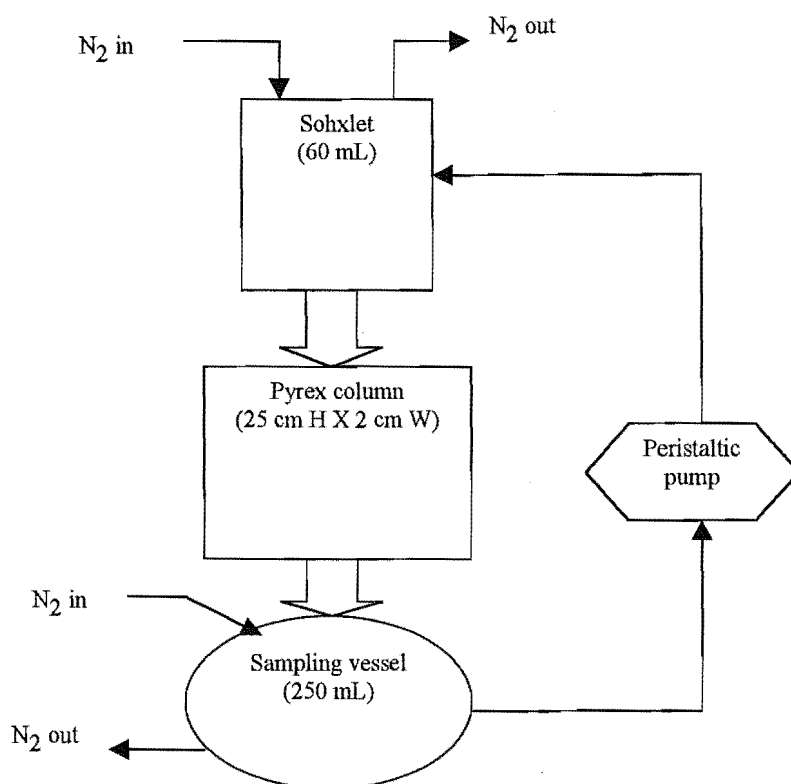 N2 in
N2 out
Sohxlet
(60 mL)
Pyrex column
(25 cm H X 2 cm W)
Peristaltic
pump
N2 in
Sampling vessel
(250 mL)
N2 out